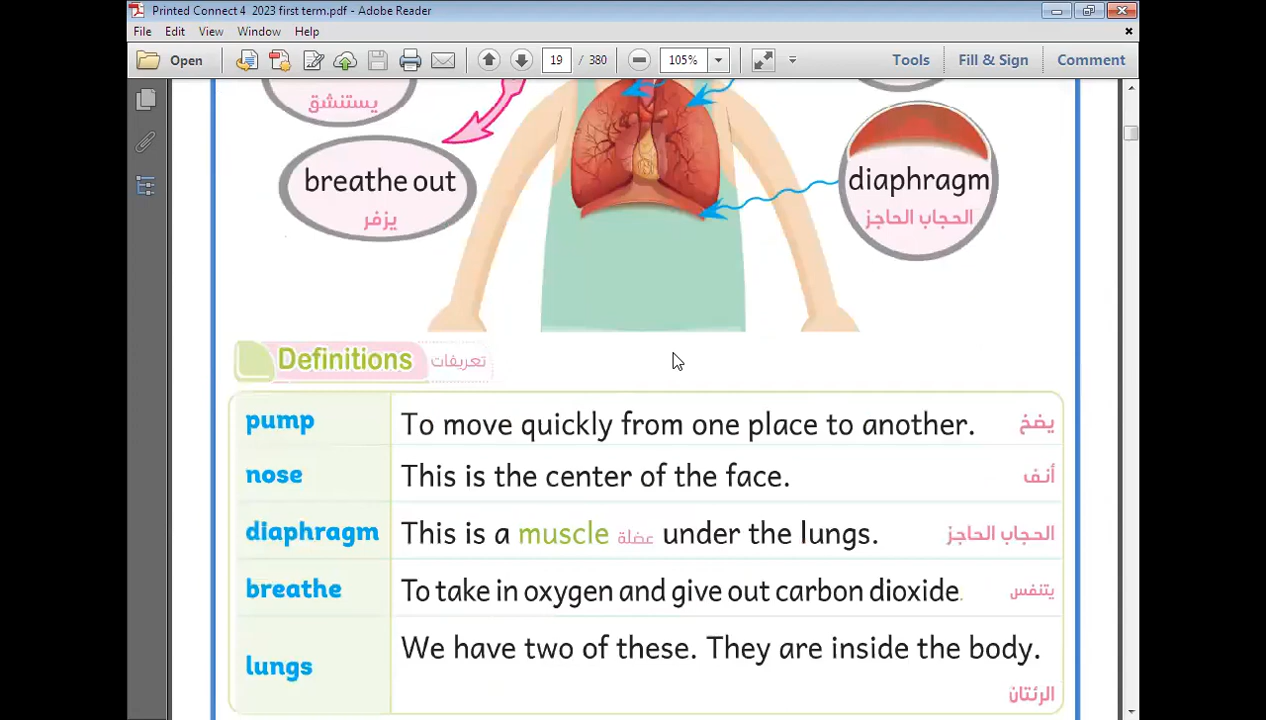 Printed Connect 4 2023 first term.pdf - Adobe Reader
File Edit View Window Help
Open 19 / 380 105% Tools Fill & Sign Comment
يستنشق
breathe out
يزفر
diaphragm
الحجاب الحاجز
Definitions تعريفات
pump To move quickly from one place to another. يضخ
nose This is the center of the face. أنف
diaphragm This is a muscle عضلة under the lungs. الحجاب الحاجز
breathe To take in oxygen and give out carbon dioxide. يتنفس
lungs We have two of these. They are inside the body.
الرئتان